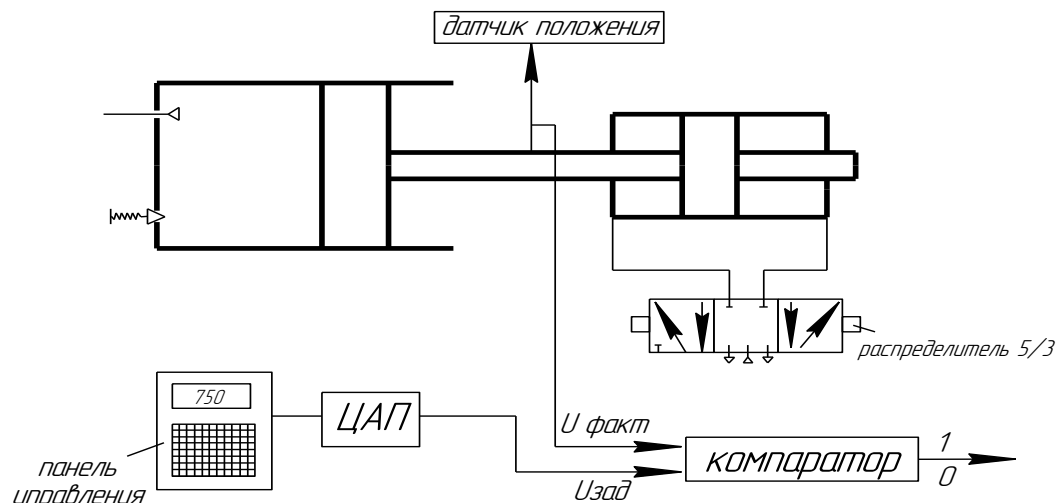 датчик положения
распределитель 5/3
750
ЦАП
U факт
1
компаратор
0
панель
управления
Uзад